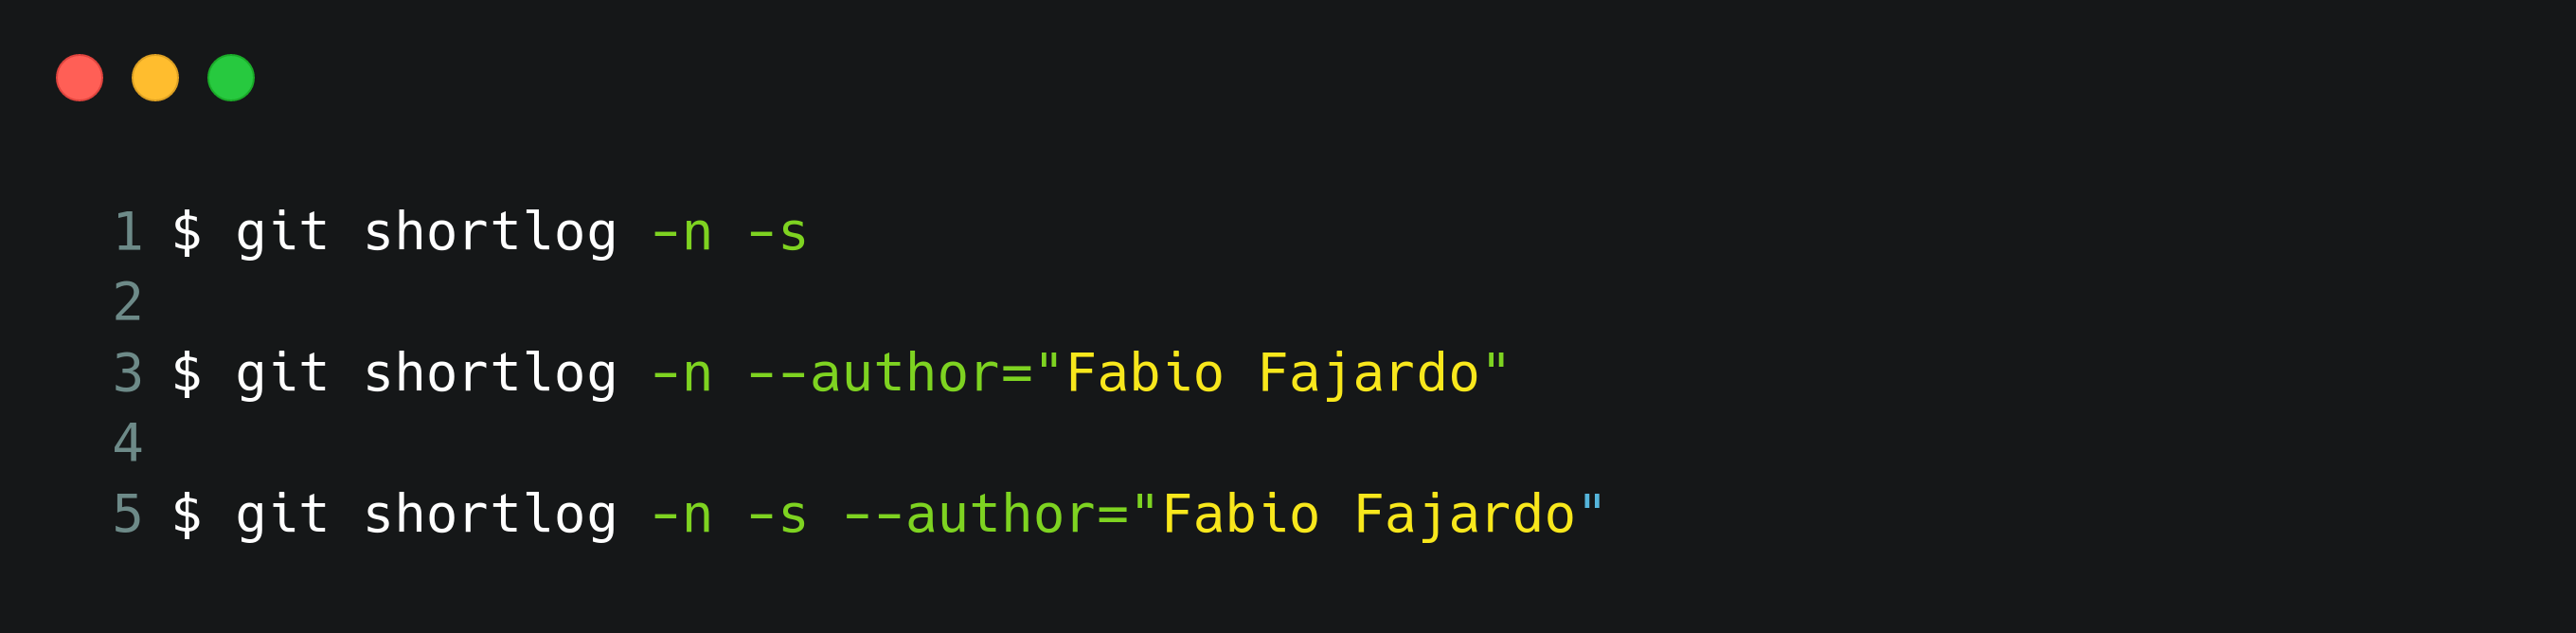 1 $ git shortlog -n -s
2
3 $ git shortlog -n --author="Fabio Fajardo"
4
5 $ git shortlog -n -s --author="Fabio Fajardo"